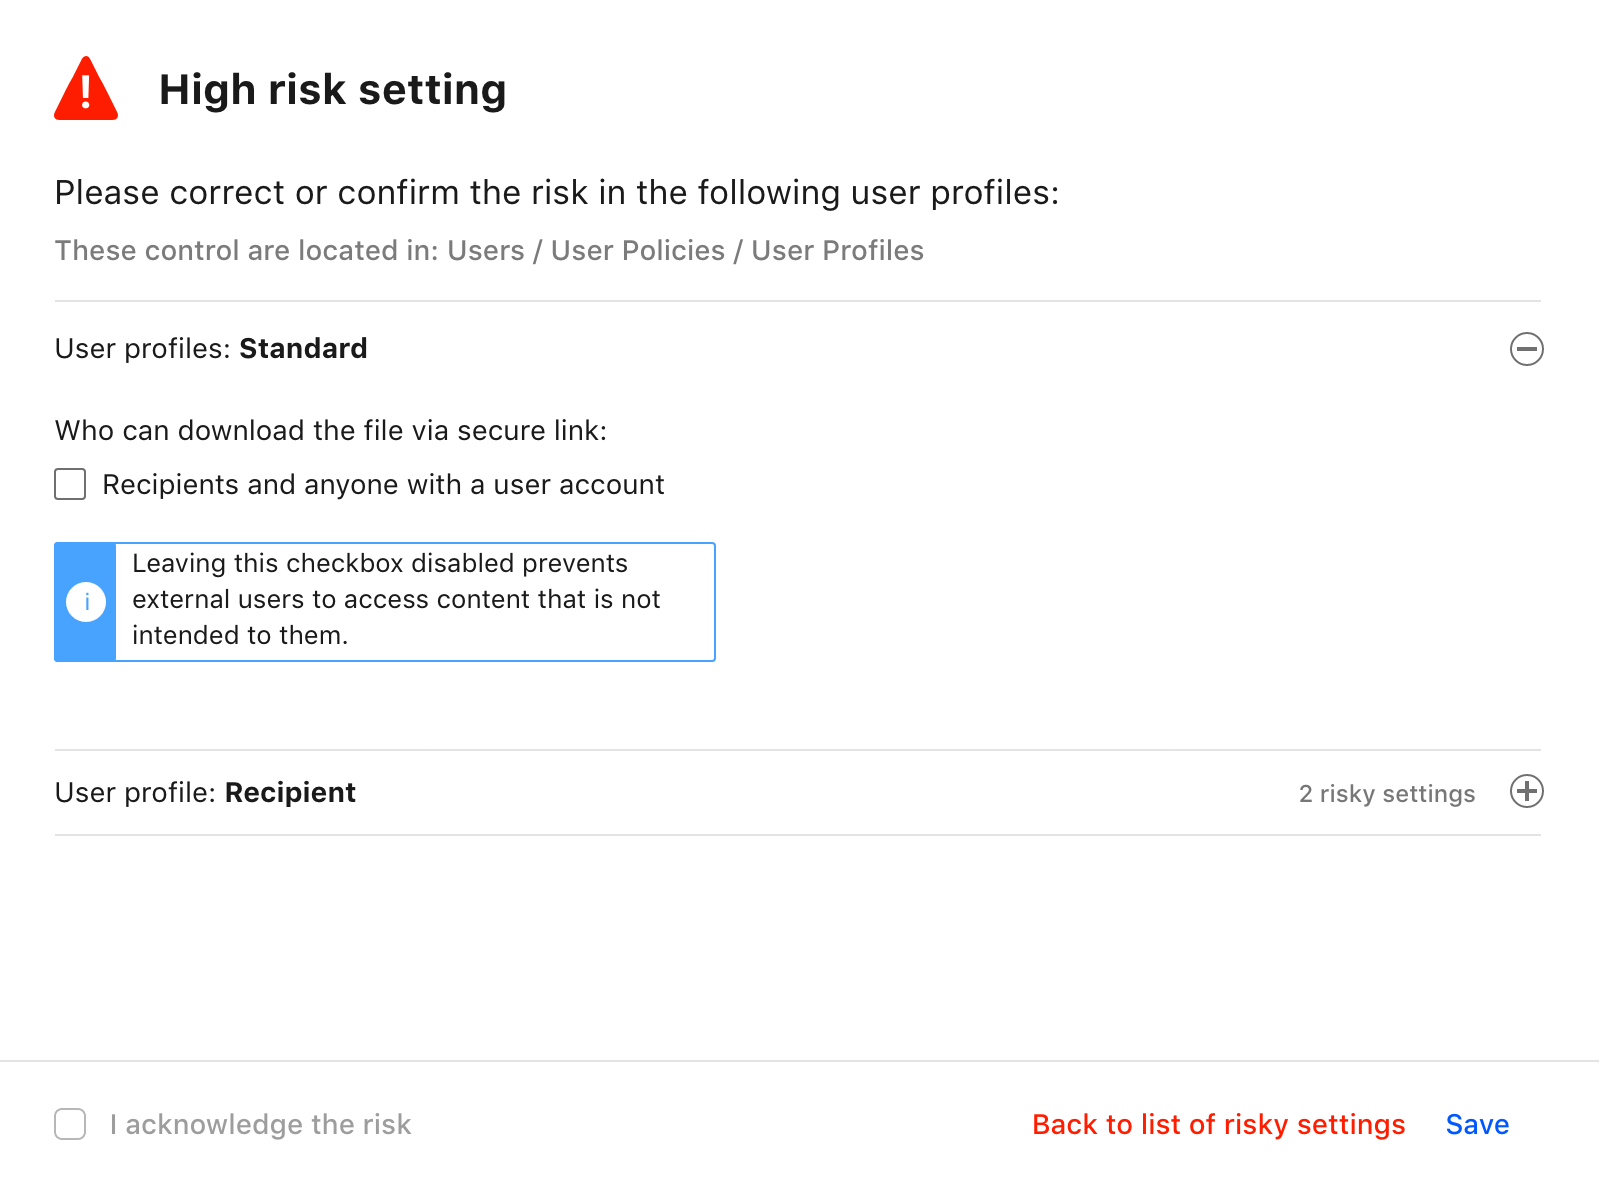 High risk setting
Please correct or confirm the risk in the following user profiles:
These control are located in: Users / User Policies / User Profiles
User profiles: Standard
Who can download the file via secure link:
Recipients and anyone with a user account
Leaving this checkbox disabled prevents
external users to access content that is not
intended to them.
User profile: Recipient
2 risky settings
I acknowledge the risk
Back to list of risky settings
Save